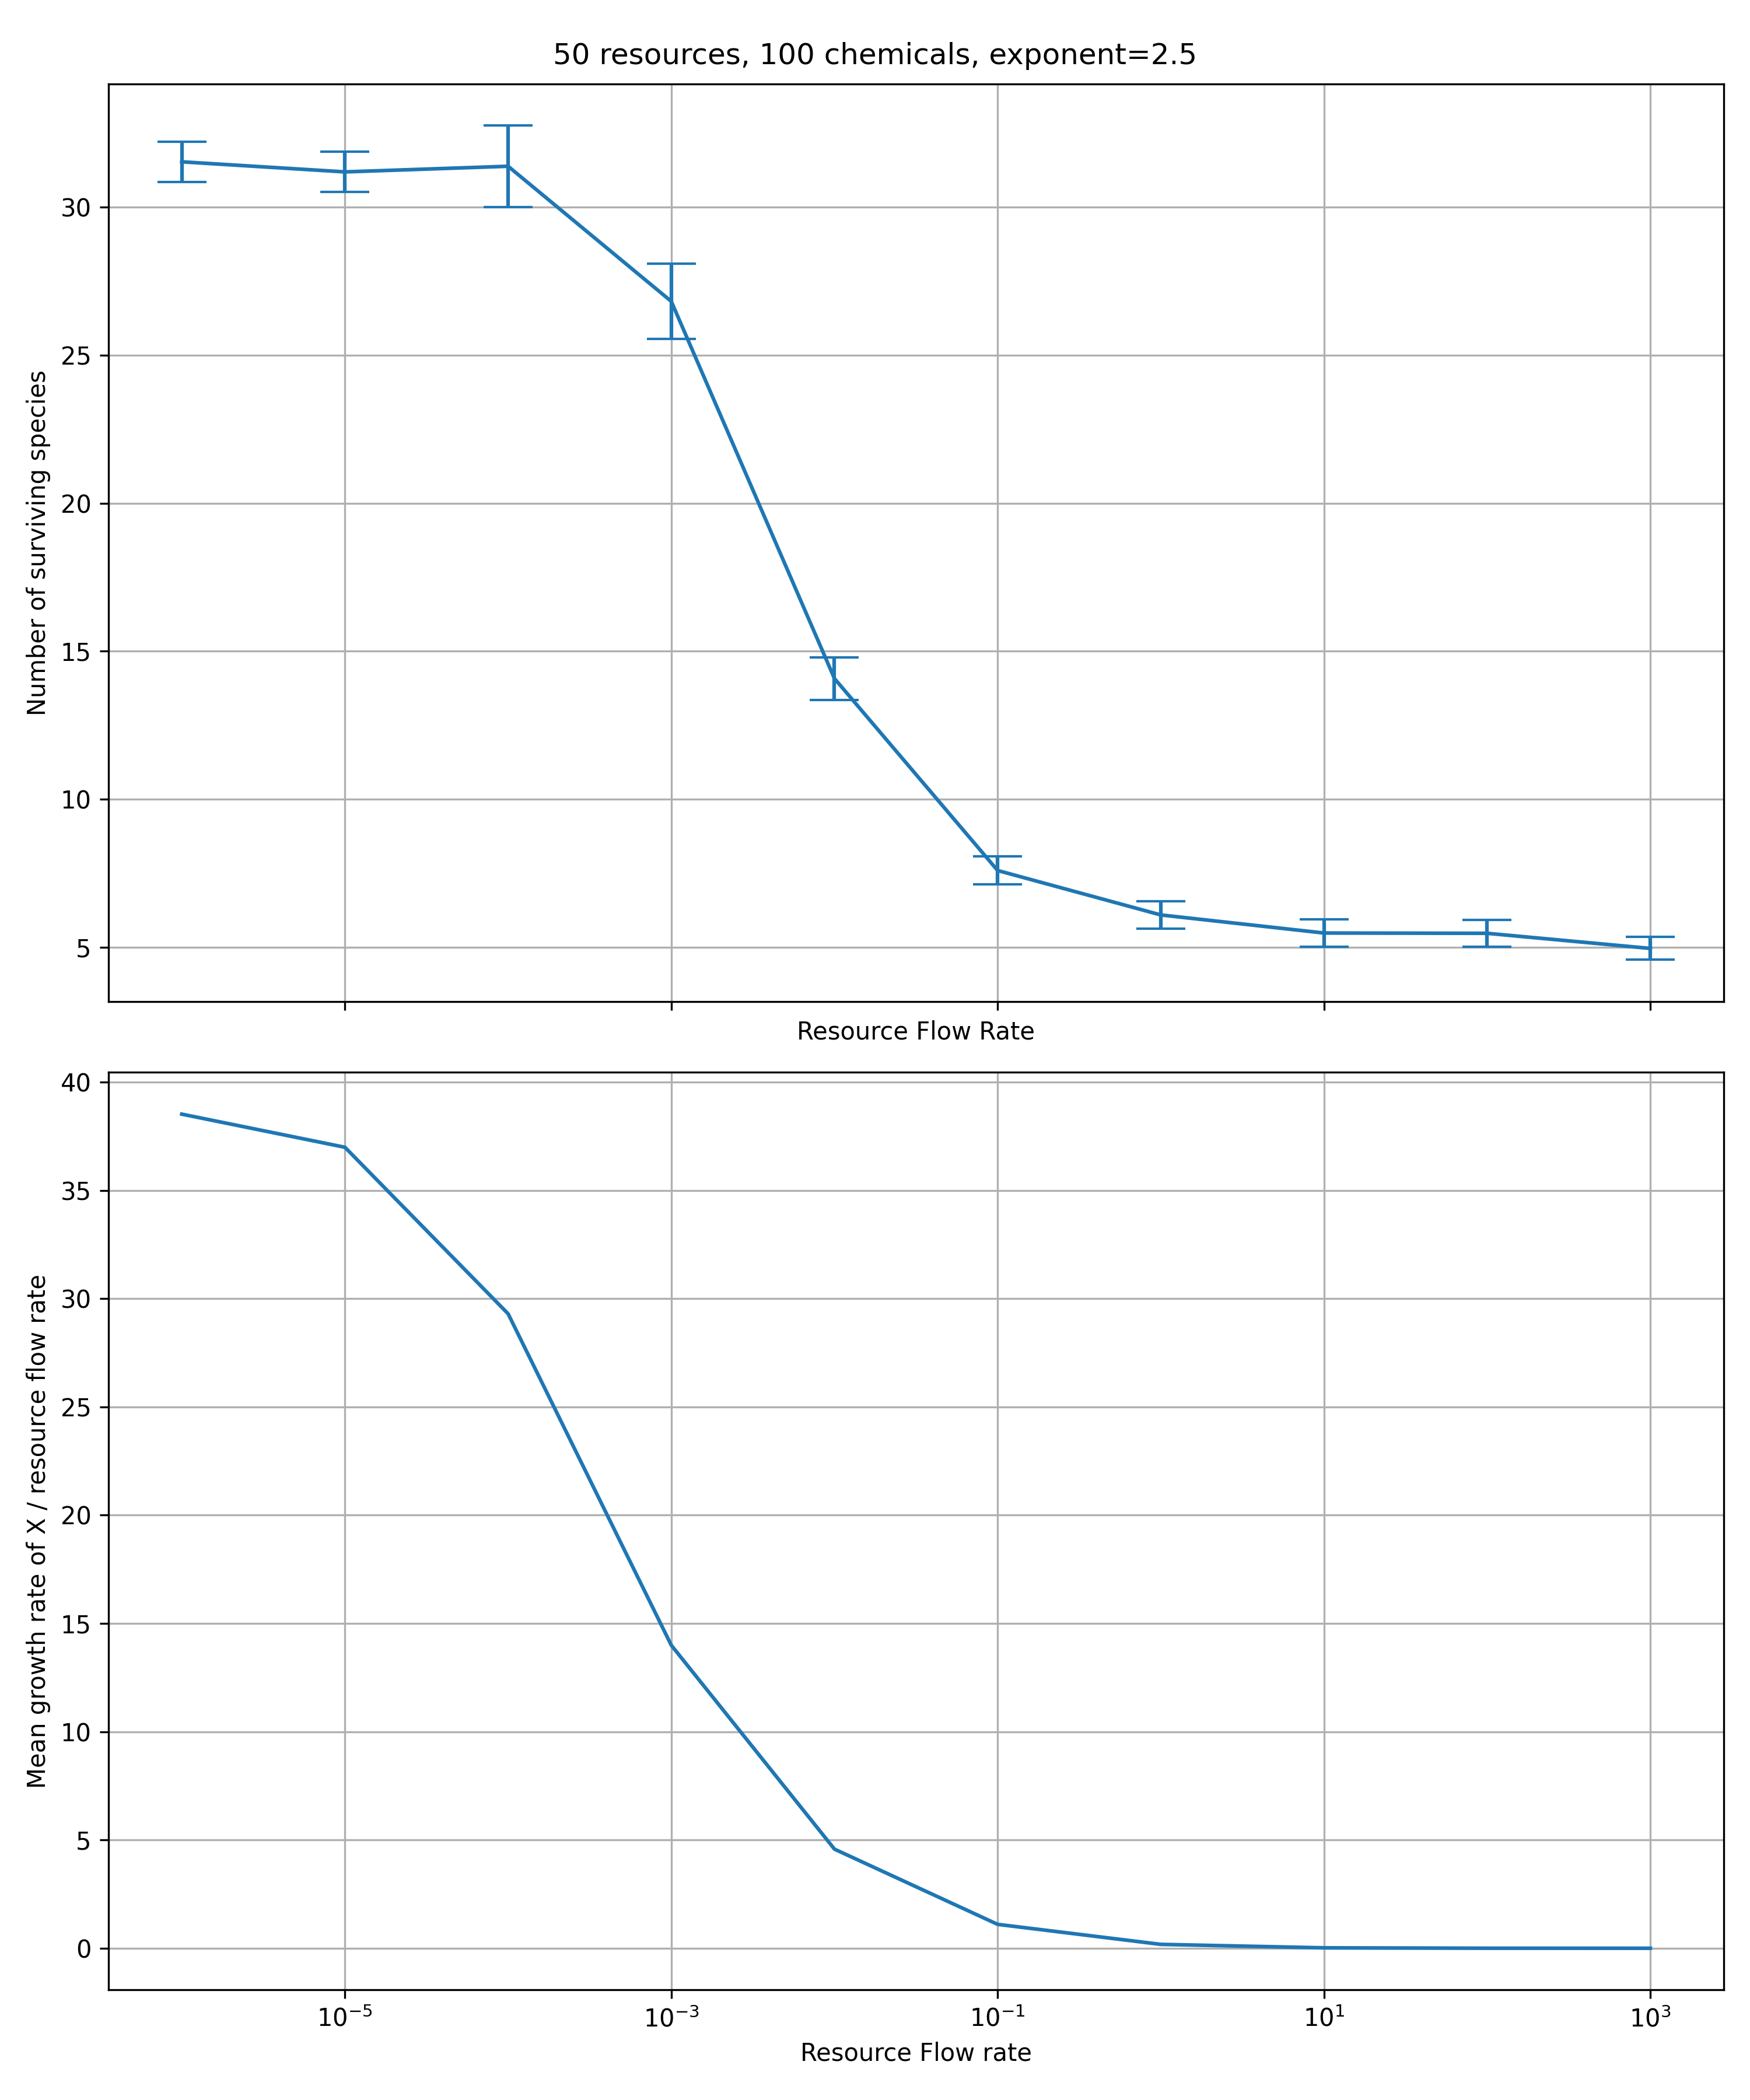 50 resources, 100 chemicals, exponent=2.5
Number of surviving species
30
25
20
15
10
5
Resource Flow Rate
Mean growth rate of X / resource flow rate
40
35
30
25
20
15
10
5
0
10⁻⁵ 10⁻³ 10⁻¹ 10¹ 10³
Resource Flow rate